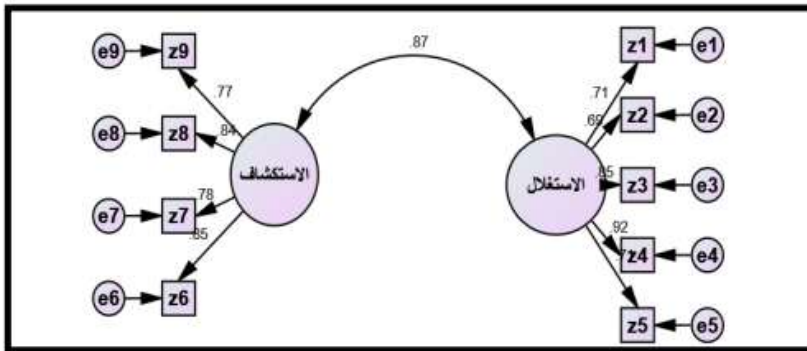 .87
e9 z9
.77
e8 z8
.84
e7 z7
.78
e6 z6
.85
الاستكشاف
الاستغلال
z1 e1
.71
z2 e2
.69
z3 e3
.85
z4 e4
.92
z5 e5